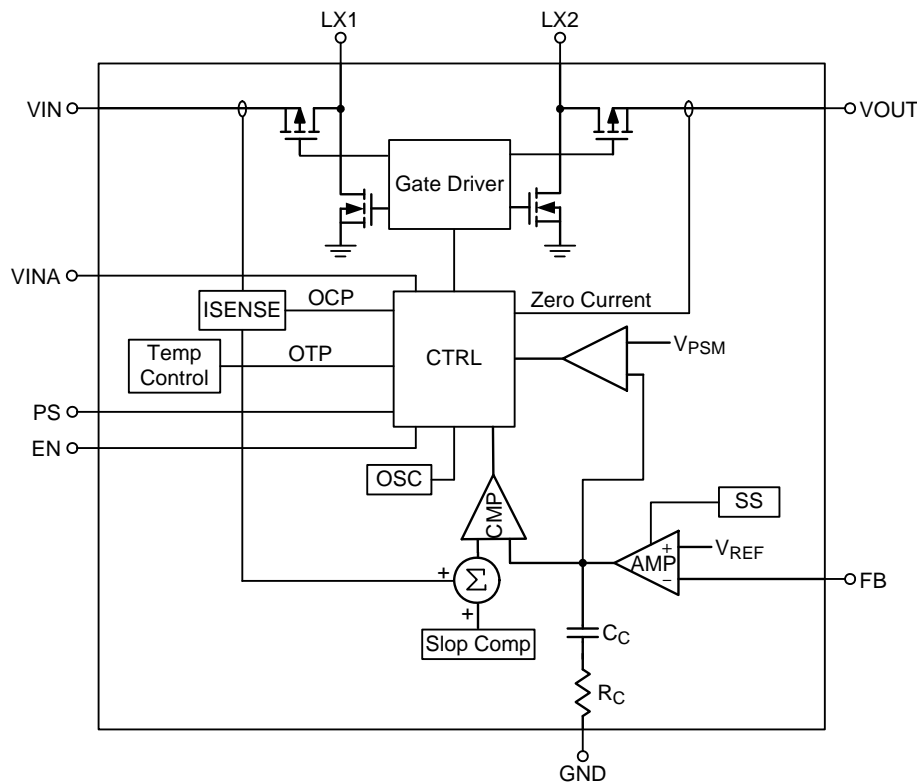 LX1
LX2
VIN
VOUT
Gate Driver
VINA
ISENSE
OCP
Zero Current
Temp
Control
OTP
CTRL
VPSM
PS
EN
OSC
CMP
SS
+
AMP
−
VREF
FB
+
Σ
+
Slop Comp
CC
RC
GND